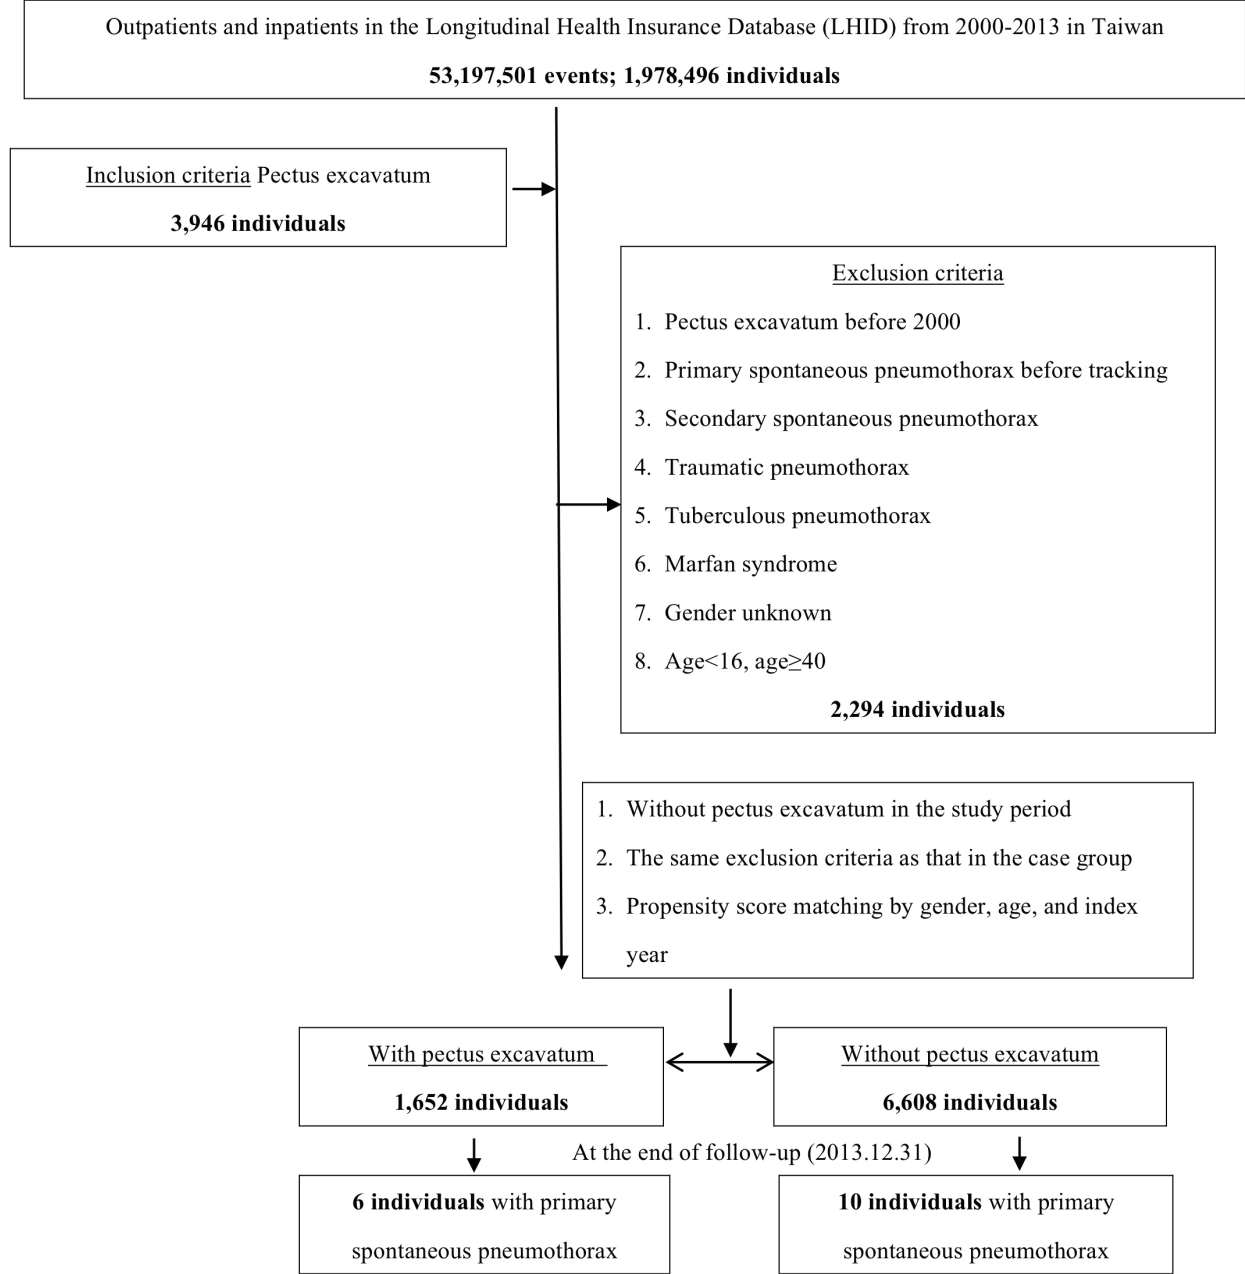 Outpatients and inpatients in the Longitudinal Health Insurance Database (LHID) from 2000-2013 in Taiwan
53,197,501 events; 1,978,496 individuals
Inclusion criteria Pectus excavatum
3,946 individuals
Exclusion criteria
1. Pectus excavatum before 2000
2. Primary spontaneous pneumothorax before tracking
3. Secondary spontaneous pneumothorax
4. Traumatic pneumothorax
5. Tuberculous pneumothorax
6. Marfan syndrome
7. Gender unknown
8. Age<16, age≥40
2,294 individuals
1. Without pectus excavatum in the study period
2. The same exclusion criteria as that in the case group
3. Propensity score matching by gender, age, and index
year
With pectus excavatum
1,652 individuals
Without pectus excavatum
6,608 individuals
At the end of follow-up (2013.12.31)
6 individuals with primary
spontaneous pneumothorax
10 individuals with primary
spontaneous pneumothorax